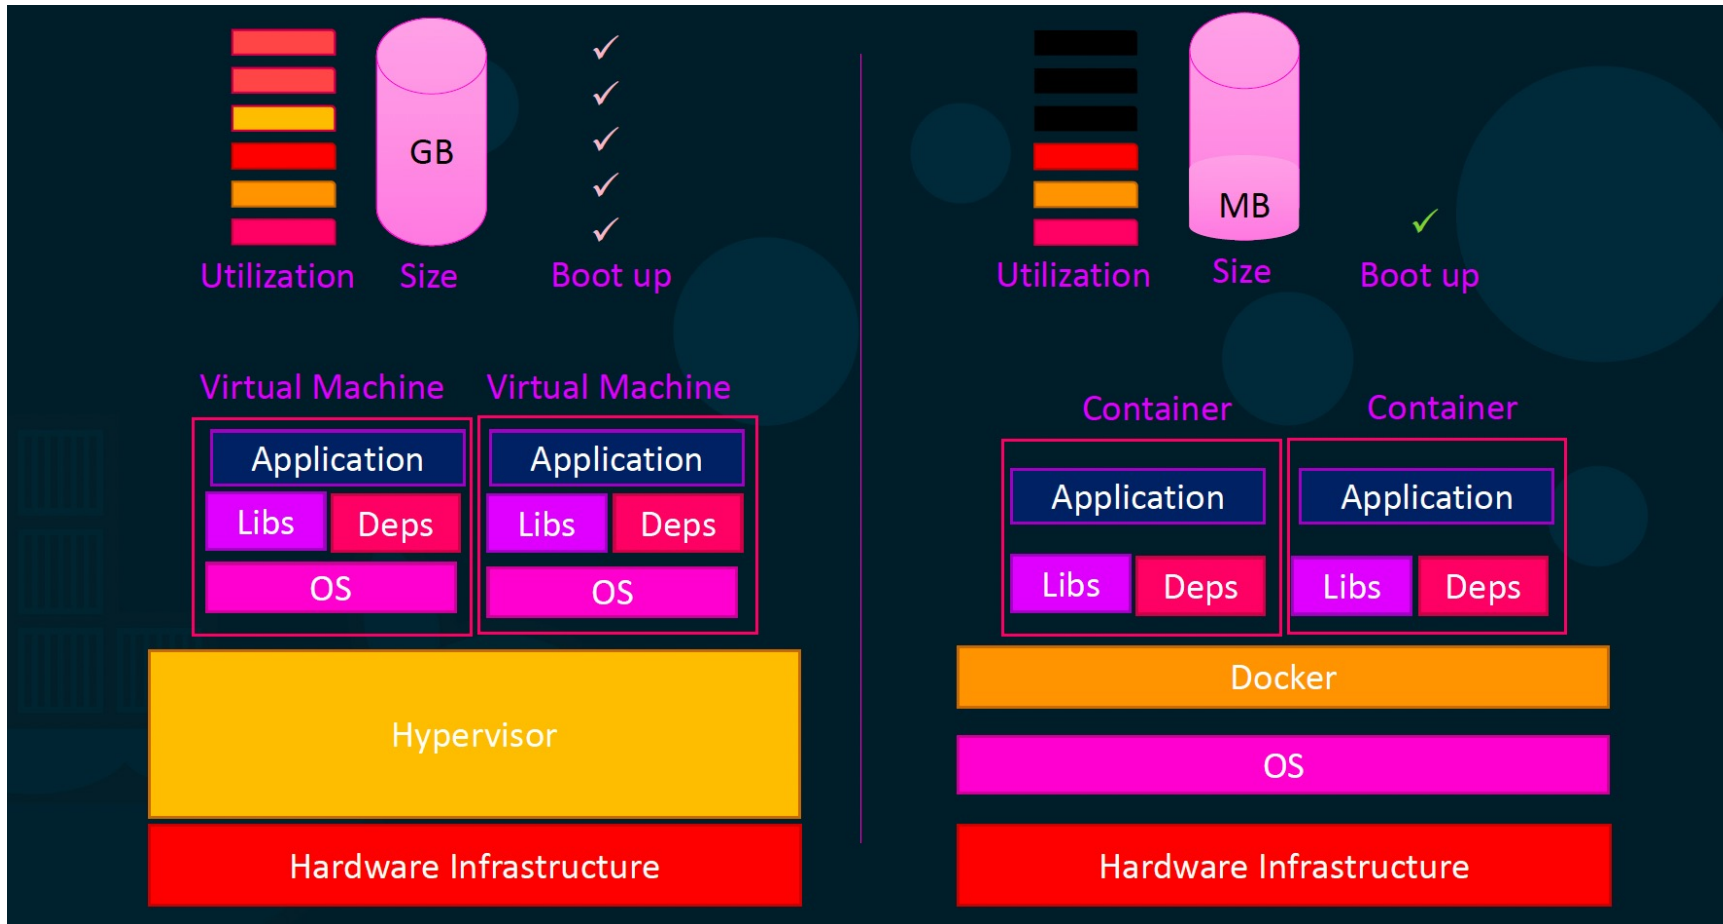 GB
Utilization
Size
Boot up
Virtual Machine
Virtual Machine
Application
Libs
Deps
OS
Application
Libs
Deps
OS
Hypervisor
Hardware Infrastructure
MB
Utilization
Size
Boot up
Container
Container
Application
Libs
Deps
Application
Libs
Deps
Docker
OS
Hardware Infrastructure